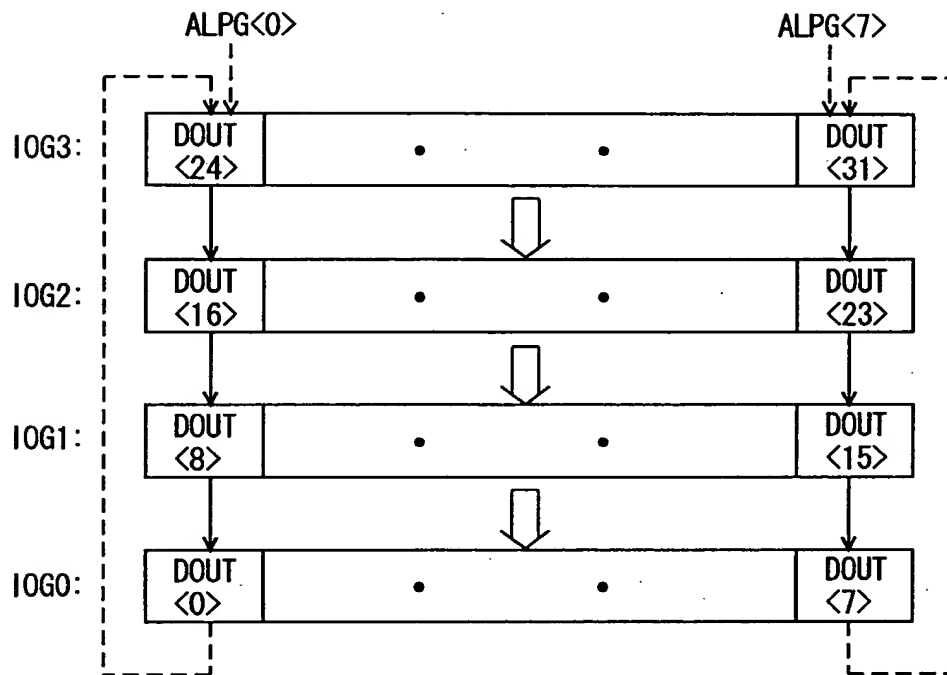 ALPG<0> ALPG<7>
IOG3: DOUT <24> DOUT <31>
IOG2: DOUT <16> DOUT <23>
IOG1: DOUT <8> DOUT <15>
IOG0: DOUT <0> DOUT <7>